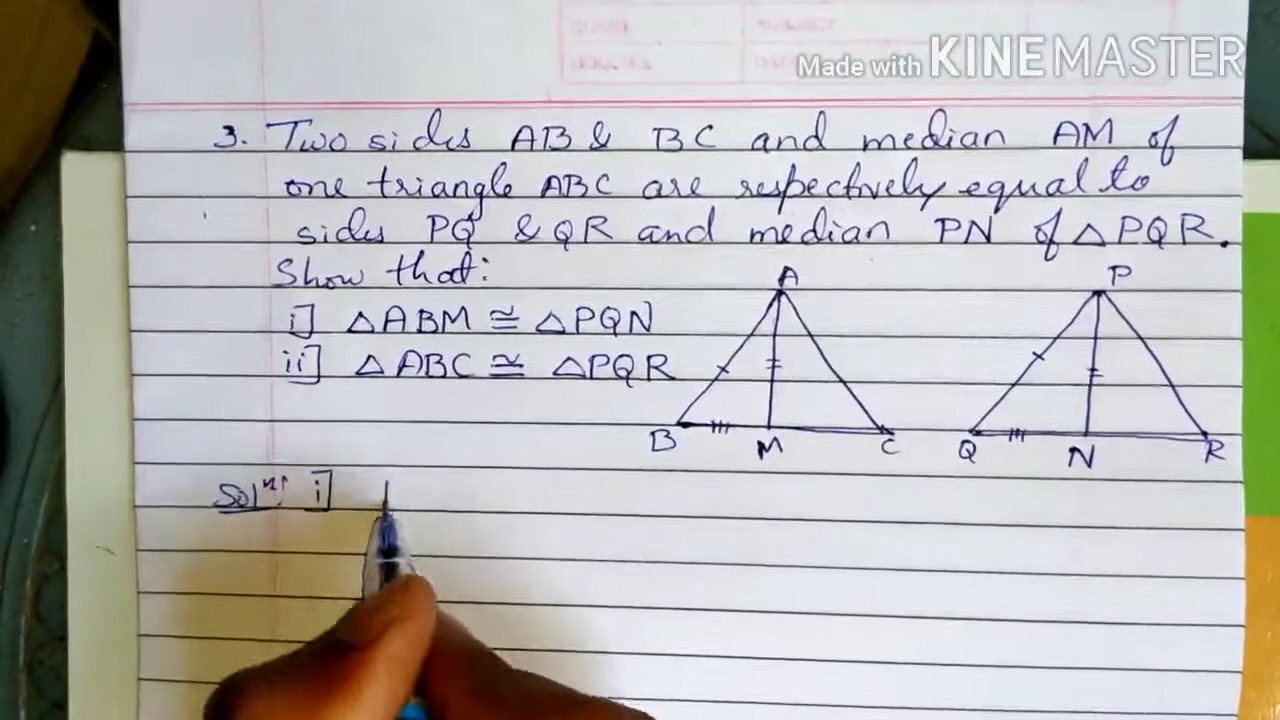 Made with KINEMASTER
3. Two sides AB & BC and median AM of
one triangle ABC are respectively equal to
sides PQ & QR and median PN of △PQR.
Show that:
i] △ABM ≅ △PQN
ii] △ABC ≅ △PQR
A
P
B
M
C
Q
N
R
Solⁿ: i]